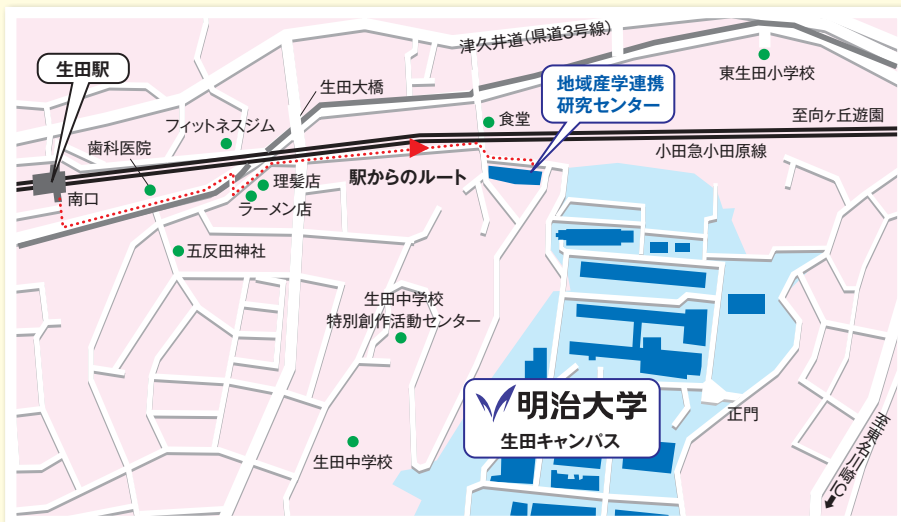 津久井道（県道3号線）
生田駅
生田大橋
地域産学連携
研究センター
東生田小学校
フィットネスジム
食堂
至向ヶ丘遊園
歯科医院
小田急小田原線
理髪店
駅からのルート
南口
ラーメン店
五反田神社
生田中学校
特別創作活動センター
明治大学
生田キャンパス
正門
至東名川崎IC
生田中学校